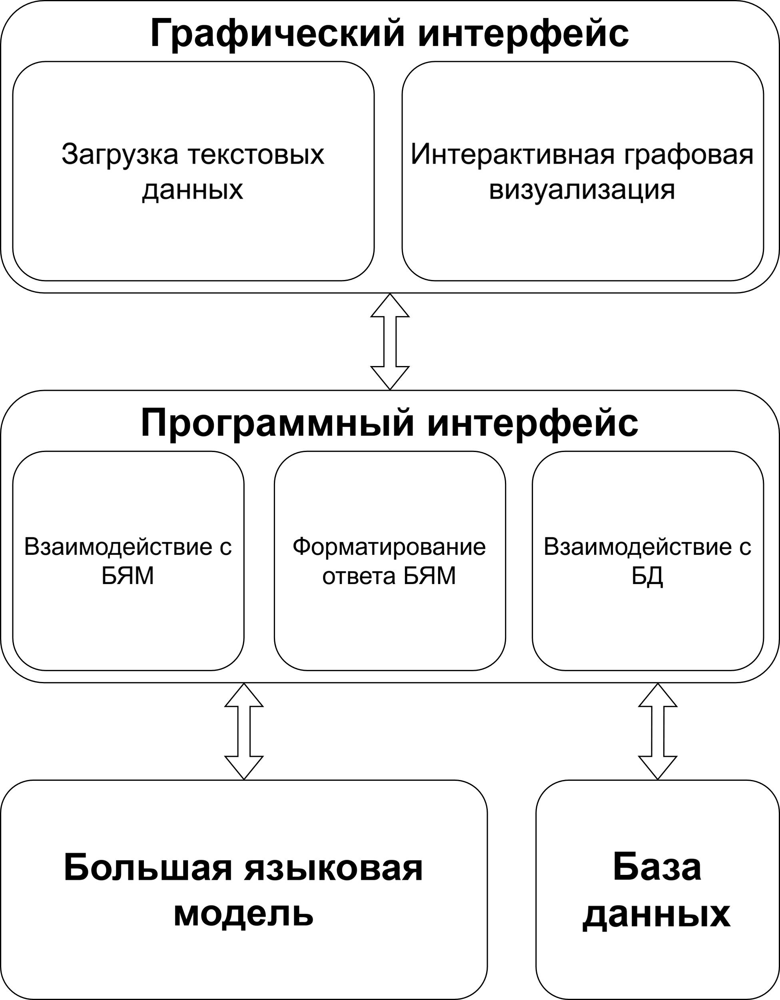 Графический интерфейс
Загрузка текстовых
данных
Интерактивная графовая
визуализация
Программный интерфейс
Взаимодействие с
БЯМ
Форматирование
ответа БЯМ
Взаимодействие с
БД
Большая языковая
модель
База
данных